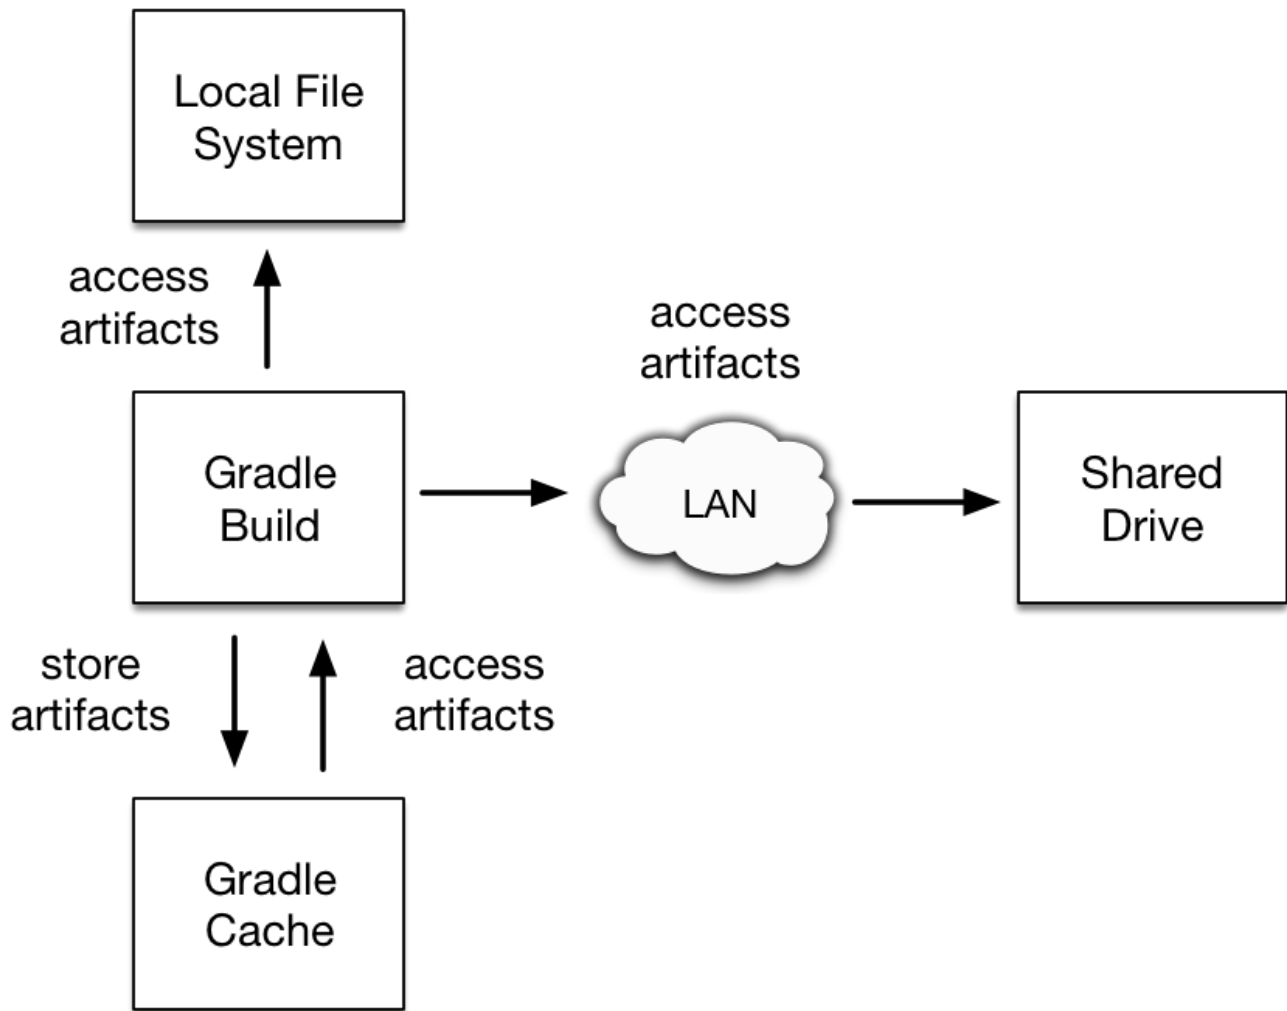 Local File
System
access
artifacts
access
artifacts
Gradle
Build
LAN
Shared
Drive
store
artifacts
access
artifacts
Gradle
Cache